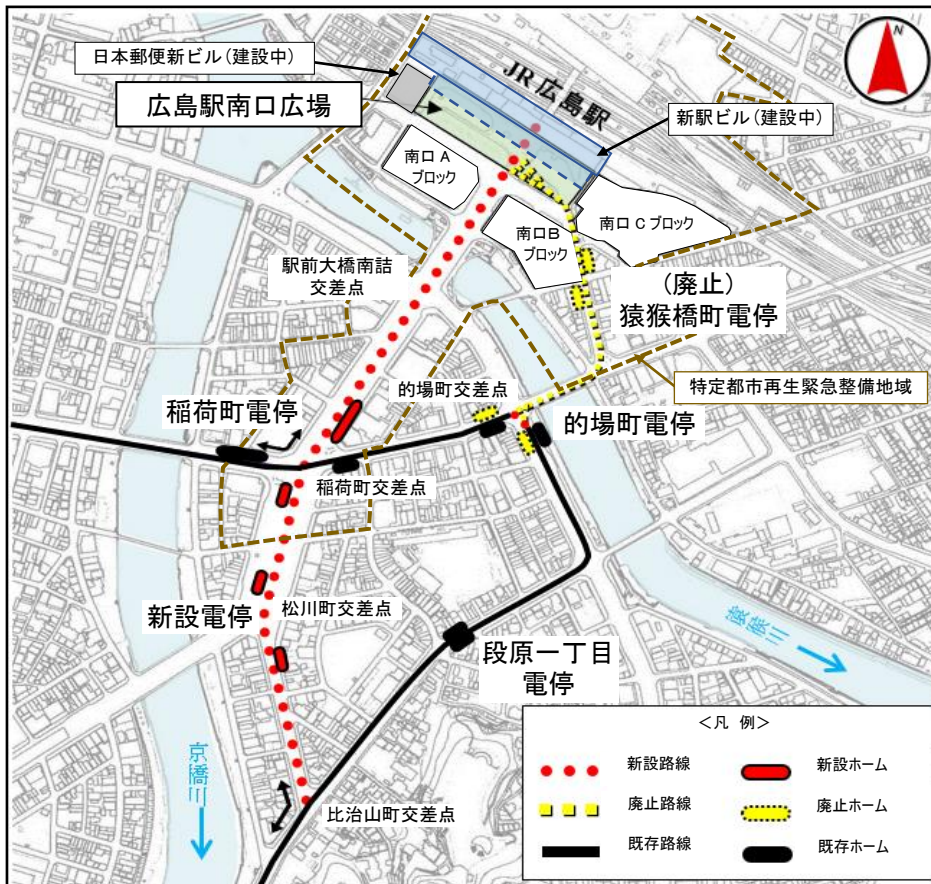 日本郵便新ビル(建設中)
N
広島駅南口広場
JR広島駅
新駅ビル(建設中)
南口A
ブロック
南口B
ブロック
南口Cブロック
駅前大橋南詰
交差点
(廃止)
猿猴橋町電停
特定都市再生緊急整備地域
的場町交差点
稲荷町電停
的場町電停
稲荷町交差点
新設電停
松川町交差点
段原一丁目
電停
猿猴川
京橋川
比治山町交差点
<凡 例>
新設路線
新設ホーム
廃止路線
廃止ホーム
既存路線
既存ホーム